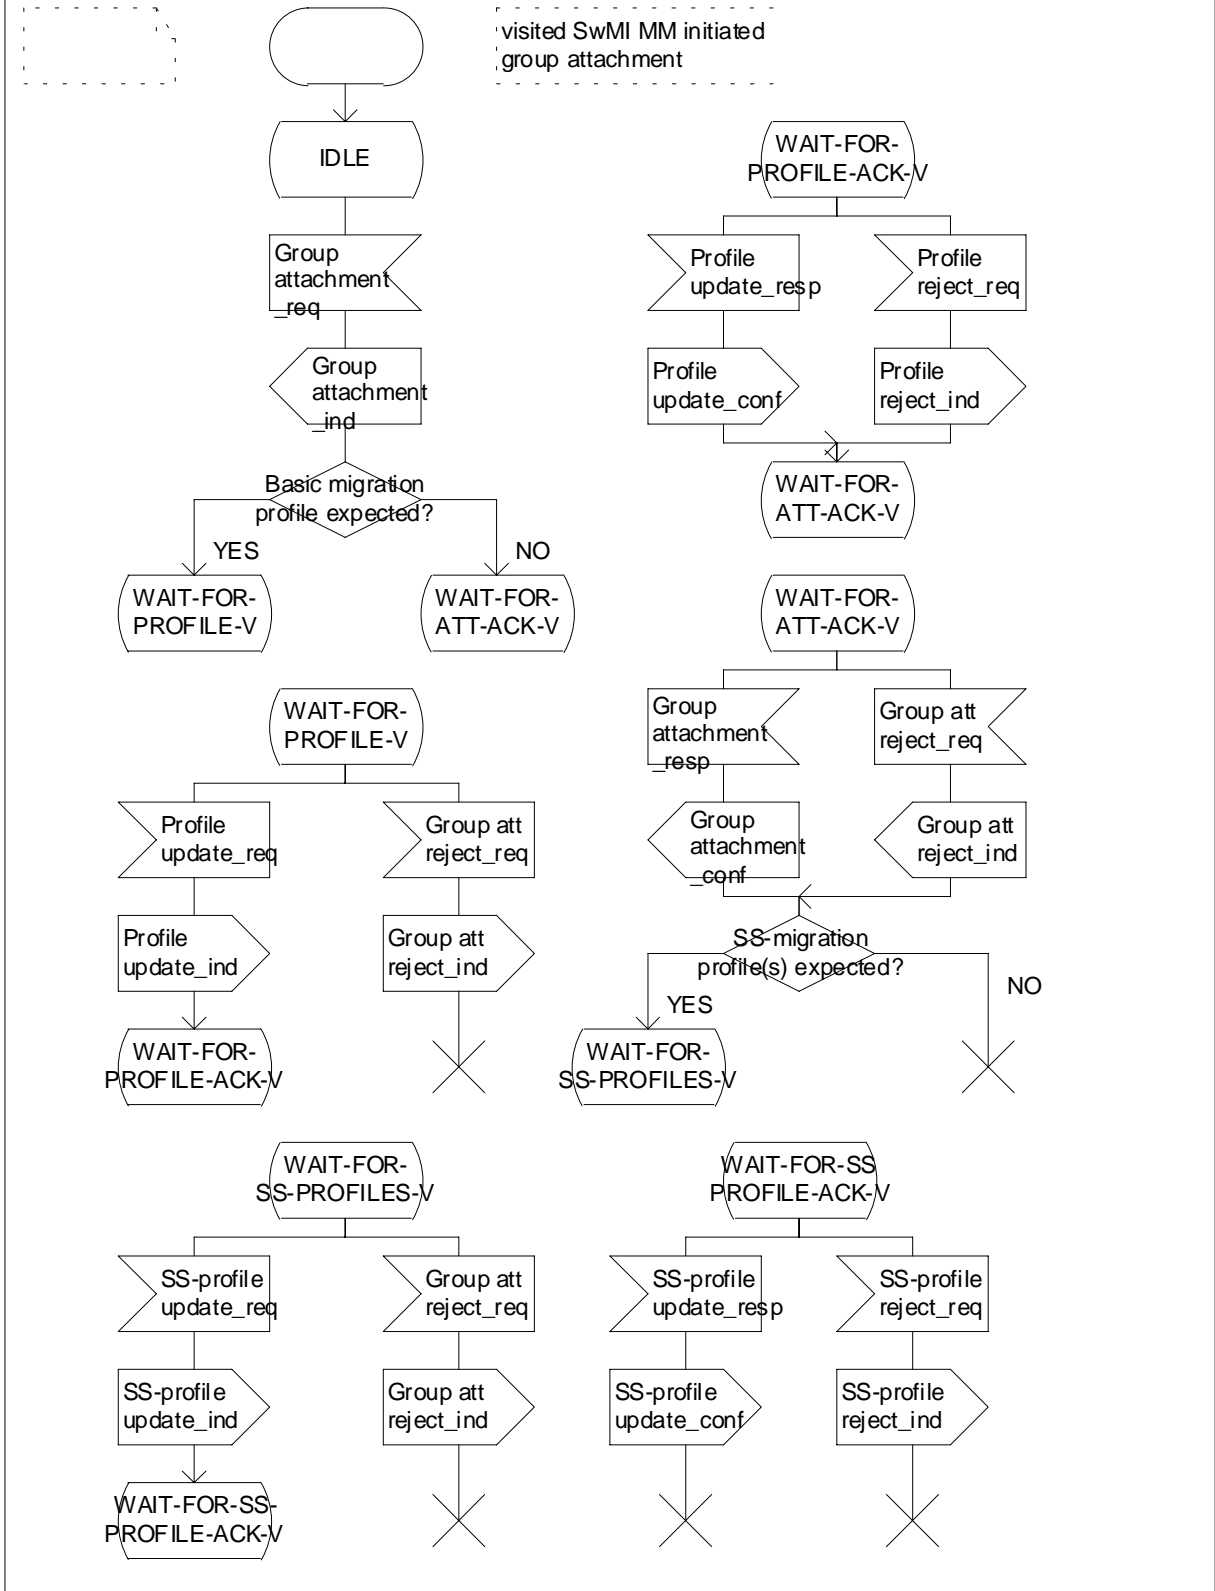 visited SwMI MM initiated
group attachment
IDLE
Group
attachment
_req
Group
attachment
_ind
Basic migration
profile expected?
YES
NO
WAIT-FOR-
PROFILE-V
WAIT-FOR-
ATT-ACK-V
WAIT-FOR-
PROFILE-ACK-V
Profile
update_resp
Profile
reject_req
Profile
update_conf
Profile
reject_ind
WAIT-FOR-
ATT-ACK-V
WAIT-FOR-
PROFILE-V
Profile
update_req
Group att
reject_req
Profile
update_ind
Group att
reject_ind
WAIT-FOR-
PROFILE-ACK-V
WAIT-FOR-
ATT-ACK-V
Group
attachment
_resp
Group att
reject_req
Group
attachment
_conf
Group att
reject_ind
SS-migration
profile(s) expected?
YES
NO
WAIT-FOR-
SS-PROFILES-V
WAIT-FOR-
SS-PROFILES-V
SS-profile
update_req
Group att
reject_req
SS-profile
update_ind
Group att
reject_ind
WAIT-FOR-SS-
PROFILE-ACK-V
WAIT-FOR-SS
PROFILE-ACK-V
SS-profile
update_resp
SS-profile
reject_req
SS-profile
update_conf
SS-profile
reject_ind